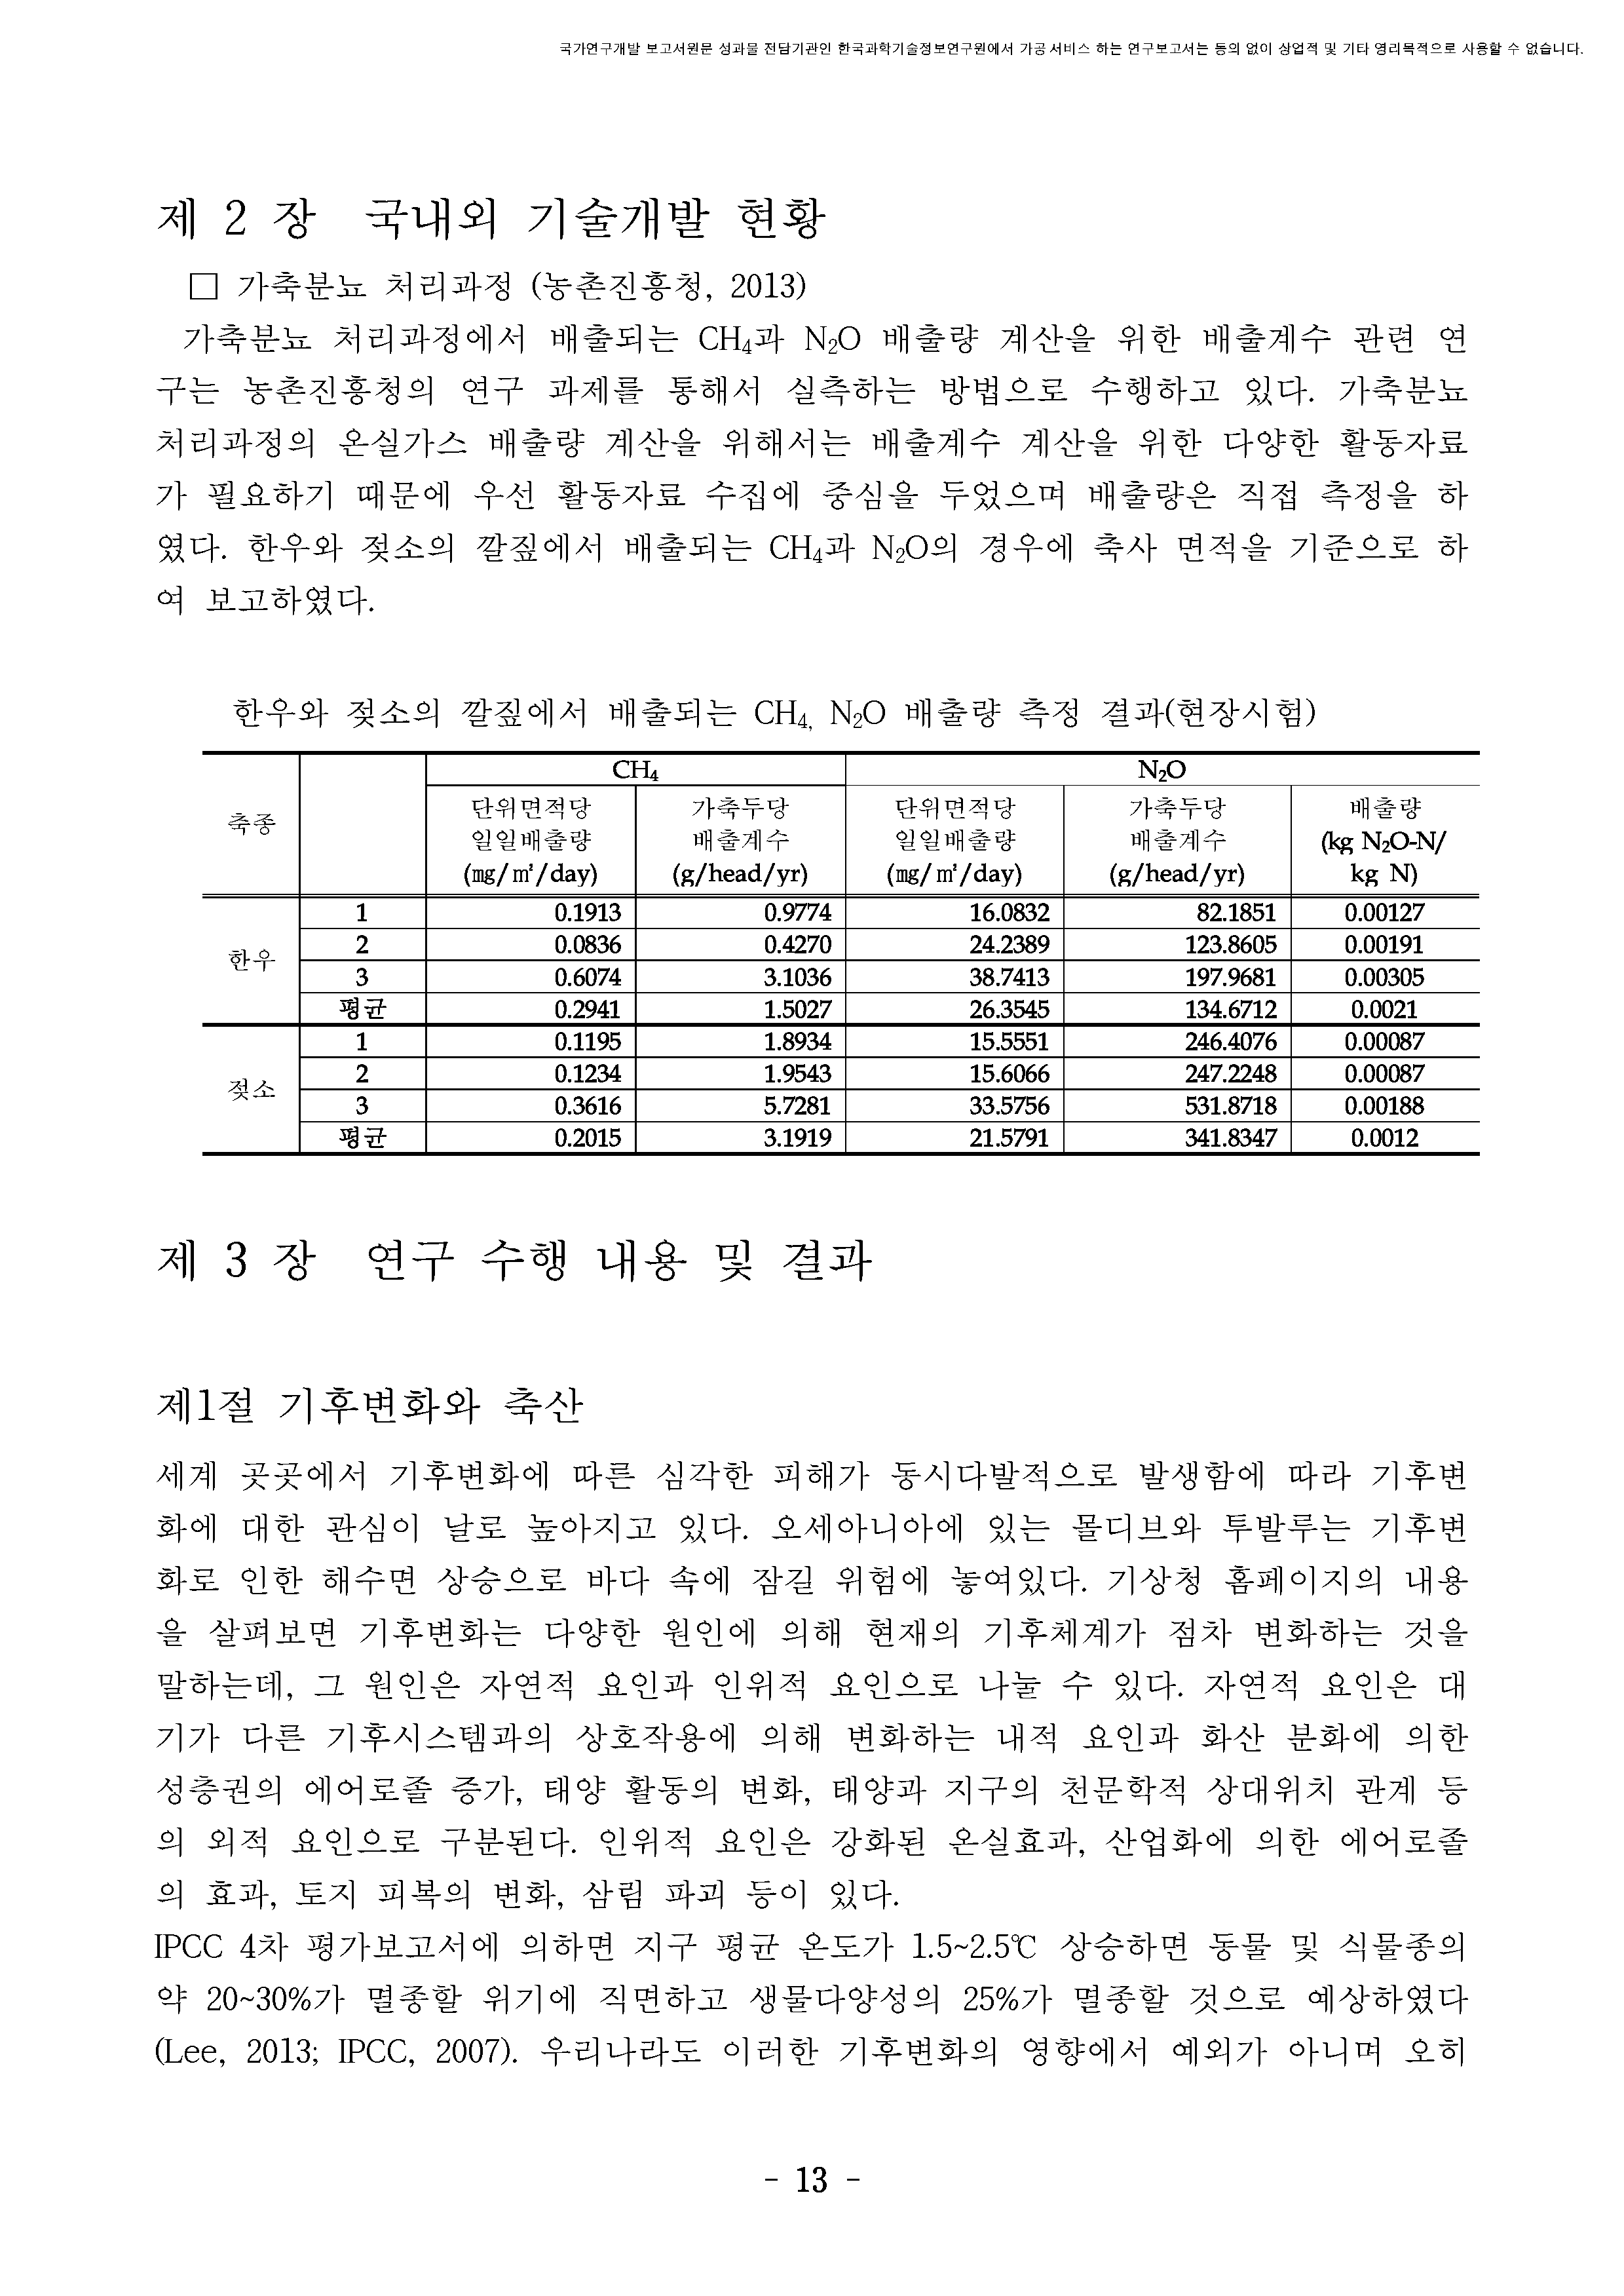 국가연구개발 보고서원문 성과물 전담기관인 한국과학기술정보연구원에서 가공·서비스 하는 연구보고서는 동의 없이 상업적 및 기타 영리목적으로 사용할 수 없습니다.
제 2 장 국내외 기술개발 현황
□ 가축분뇨 처리과정 (농촌진흥청, 2013)
가축분뇨 처리과정에서 배출되는 CH₄과 N₂O 배출량 계산을 위한 배출계수 관련 연
구는 농촌진흥청의 연구 과제를 통해서 실측하는 방법으로 수행하고 있다. 가축분뇨
처리과정의 온실가스 배출량 계산을 위해서는 배출계수 계산을 위한 다양한 활동자료
가 필요하기 때문에 우선 활동자료 수집에 중심을 두었으며 배출량은 직접 측정을 하
였다. 한우와 젖소의 깔짚에서 배출되는 CH₄과 N₂O의 경우에 축사 면적을 기준으로 하
여 보고하였다.
한우와 젖소의 깔짚에서 배출되는 CH₄, N₂O 배출량 측정 결과(현장시험)
축종 CH₄ N₂O
단위면적당 가축두당 단위면적당 가축두당 배출량
일일배출량 배출계수 일일배출량 배출계수 (kg N₂O-N/
(㎎/㎡/day) (g/head/yr) (㎎/㎡/day) (g/head/yr) kg N)
한우 1 0.1913 0.9774 16.0832 82.1851 0.00127
2 0.0836 0.4270 24.2389 123.8605 0.00191
3 0.6074 3.1036 38.7413 197.9681 0.00305
평균 0.2941 1.5027 26.3545 134.6712 0.0021
젖소 1 0.1195 1.8934 15.5551 246.4076 0.00087
2 0.1234 1.9543 15.6066 247.2248 0.00087
3 0.3616 5.7281 33.5756 531.8718 0.00188
평균 0.2015 3.1919 21.5791 341.8347 0.0012
제 3 장 연구 수행 내용 및 결과
제1절 기후변화와 축산
세계 곳곳에서 기후변화에 따른 심각한 피해가 동시다발적으로 발생함에 따라 기후변
화에 대한 관심이 날로 높아지고 있다. 오세아니아에 있는 몰디브와 투발루는 기후변
화로 인한 해수면 상승으로 바다 속에 잠길 위험에 놓여있다. 기상청 홈페이지의 내용
을 살펴보면 기후변화는 다양한 원인에 의해 현재의 기후체계가 점차 변화하는 것을
말하는데, 그 원인은 자연적 요인과 인위적 요인으로 나눌 수 있다. 자연적 요인은 대
기가 다른 기후시스템과의 상호작용에 의해 변화하는 내적 요인과 화산 분화에 의한
성층권의 에어로졸 증가, 태양 활동의 변화, 태양과 지구의 천문학적 상대위치 관계 등
의 외적 요인으로 구분된다. 인위적 요인은 강화된 온실효과, 산업화에 의한 에어로졸
의 효과, 토지 피복의 변화, 삼림 파괴 등이 있다.
IPCC 4차 평가보고서에 의하면 지구 평균 온도가 1.5~2.5℃ 상승하면 동물 및 식물종의
약 20~30%가 멸종할 위기에 직면하고 생물다양성의 25%가 멸종할 것으로 예상하였다
(Lee, 2013; IPCC, 2007). 우리나라도 이러한 기후변화의 영향에서 예외가 아니며 오히
- 13 -